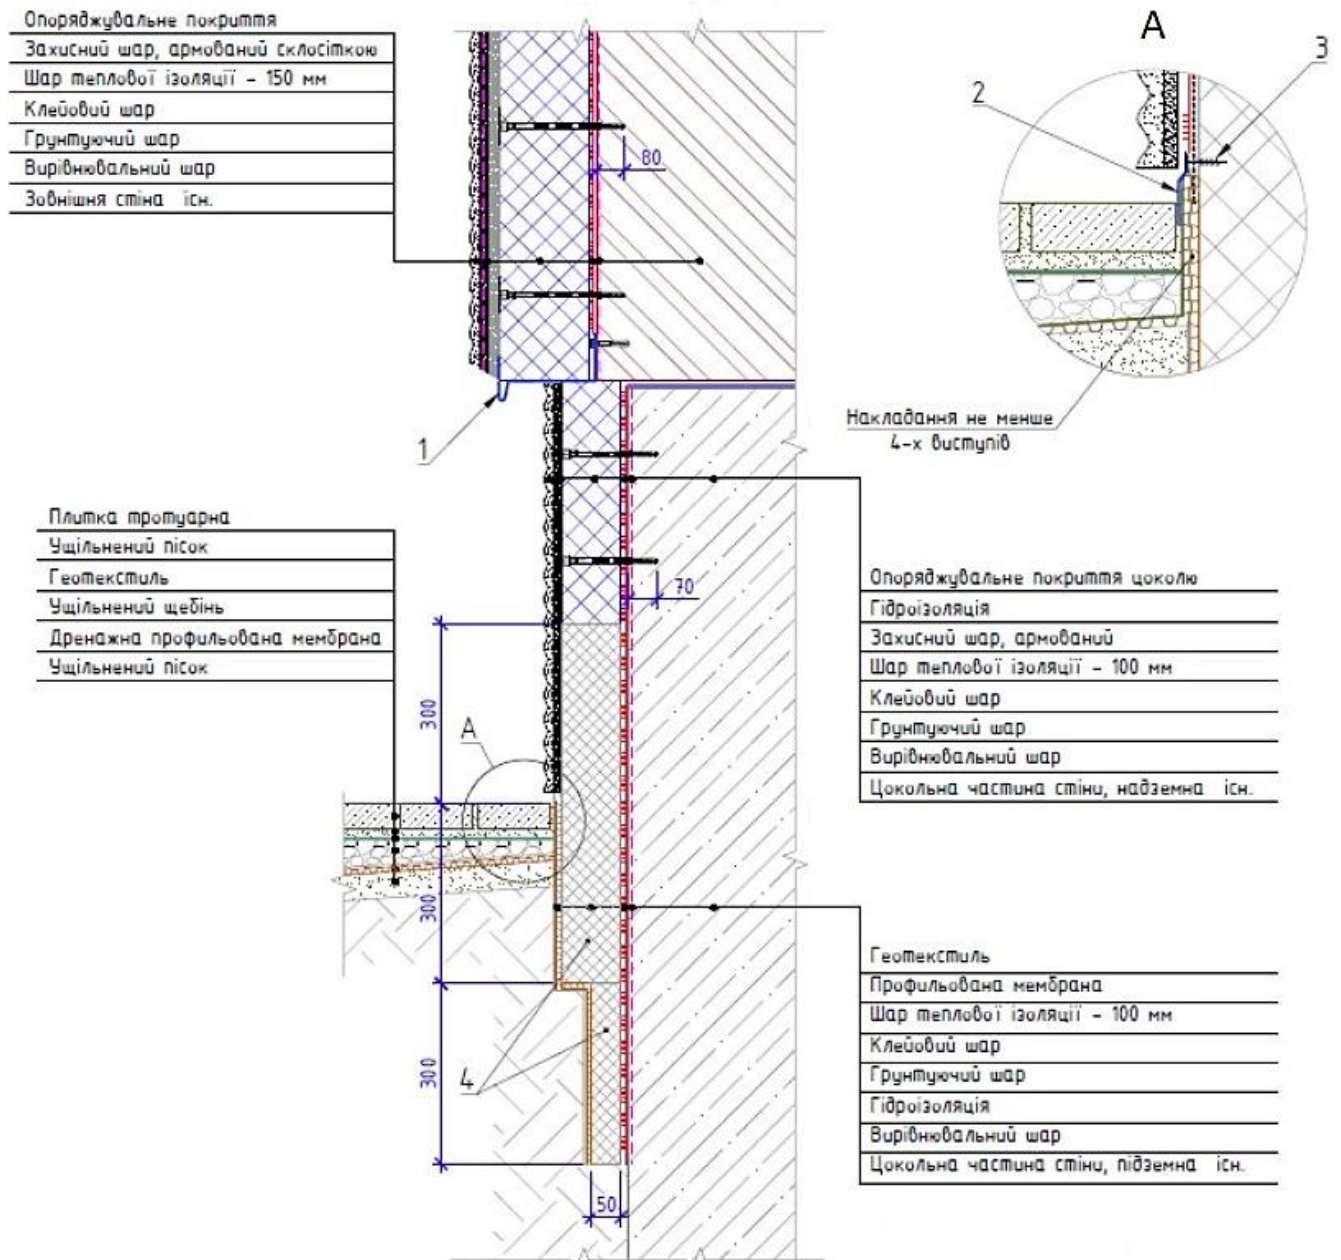 Опоряджувальне покриття
Захисний шар, армований склосіткою
Шар теплової ізоляції - 150 мм
Клейовий шар
Грунтуючий шар
Вирівнювальний шар
Зовнішня стіна існ.
80
1
А
2
3
Накладання не менше
4-х виступів
Плитка тротуарна
Ущільнений пісок
Геотекстиль
Ущільнений щебінь
Дренажна профильована мембрана
Ущільнений пісок
70
300
А
300
300
4
50
Опоряджувальне покриття цоколю
Гідроізоляція
Захисний шар, армований
Шар теплової ізоляції - 100 мм
Клейовий шар
Грунтуючий шар
Вирівнювальний шар
Цокольна частина стіни, надземна існ.
Геотекстиль
Профильована мембрана
Шар теплової ізоляції - 100 мм
Клейовий шар
Грунтуючий шар
Гідроізоляція
Вирівнювальний шар
Цокольна частина стіни, підземна існ.